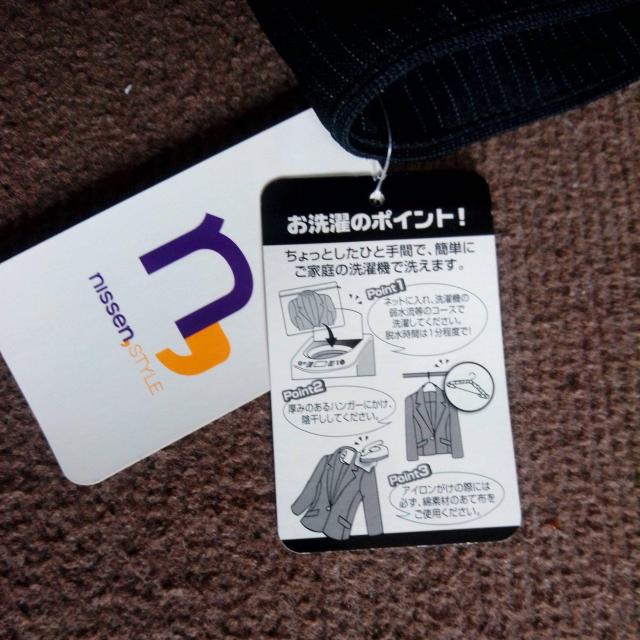 お洗濯のポイント!
ちょっとしたひと手間で、簡単に
ご家庭の洗濯機で洗えます。
Point1
ネットに入れ、洗濯機の
弱水流等のコースで
洗濯してください。
脱水時間は1分程度で!
Point2
厚みのあるハンガーにかけ、
陰干ししてください。
Point3
アイロンがけの際には
必ず、綿素材のあて布を
ご使用ください。
n
nissen,
STYLE